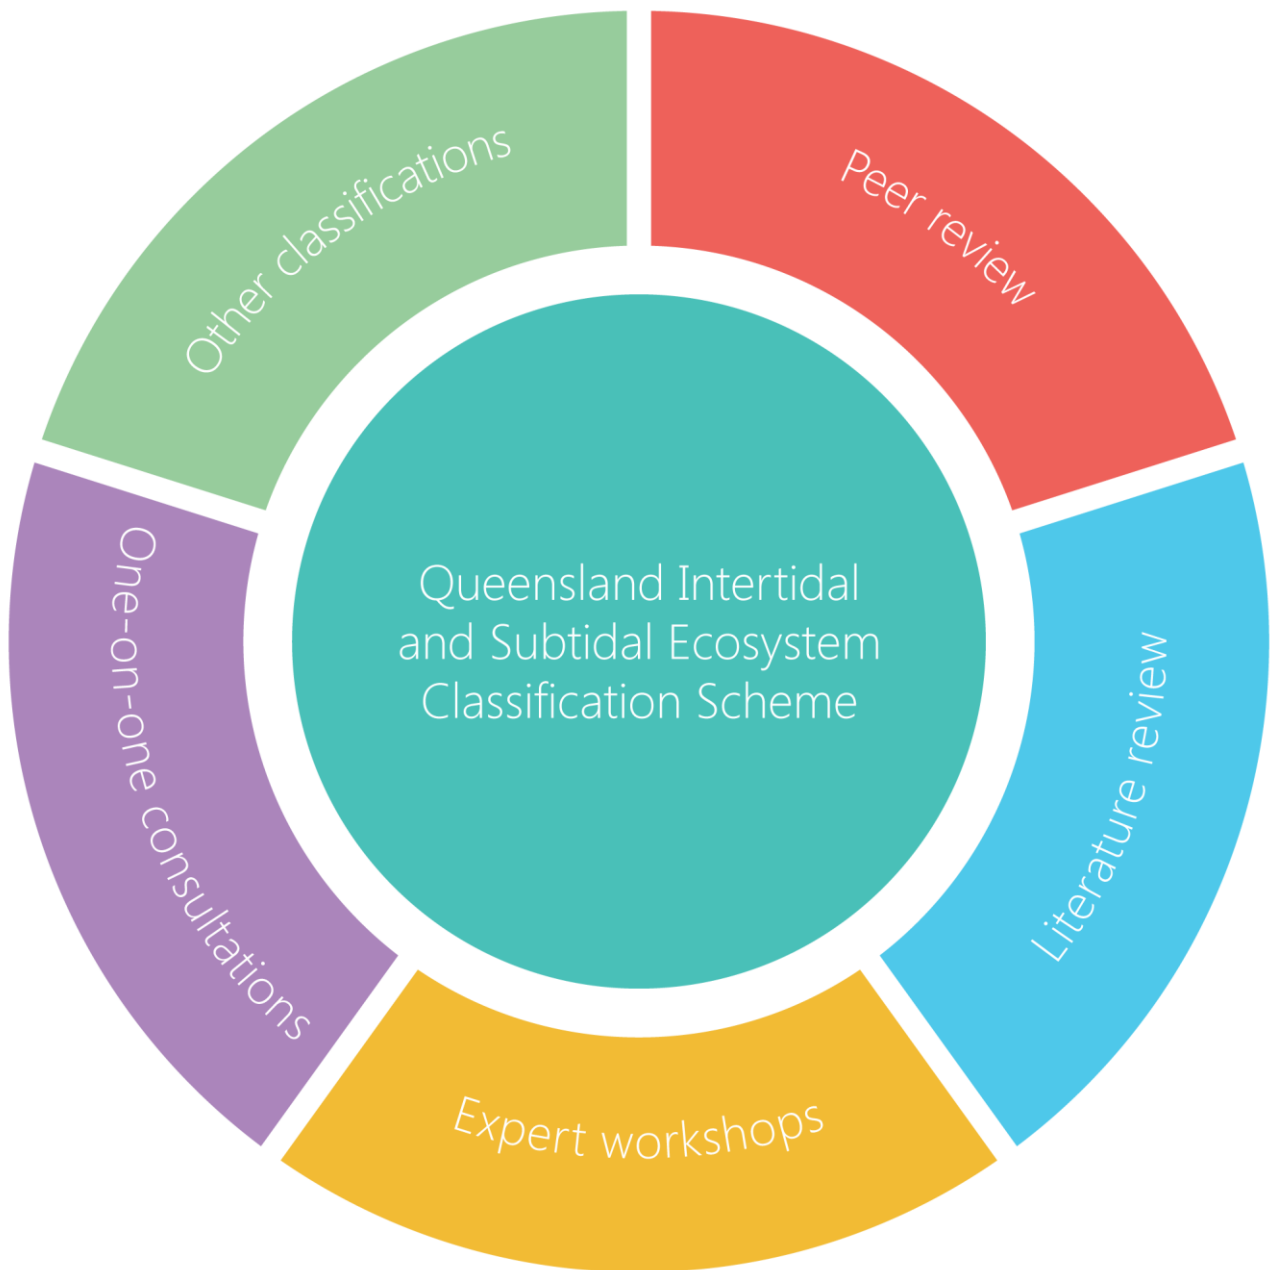 Other classifications
Peer review
Queensland Intertidal
and Subtidal Ecosystem
Classification Scheme
One-on-one consultations
Literature review
Expert workshops